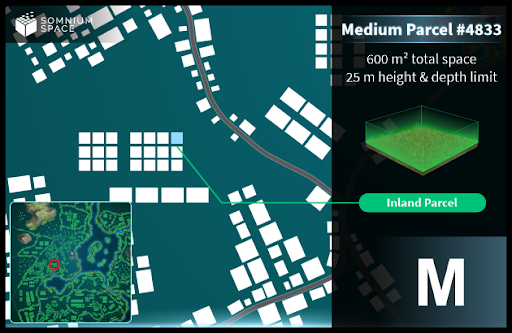 SOMNIUM
SPACE
Medium Parcel #4833
600 m² total space
25 m height & depth limit
Inland Parcel
M